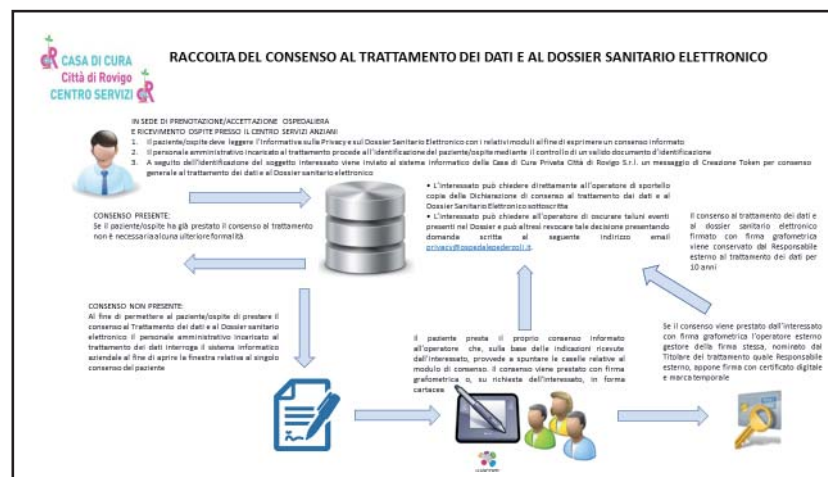 CASA DI CURA
Città di Rovigo
CENTRO SERVIZI
RACCOLTA DEL CONSENSO AL TRATTAMENTO DEI DATI E AL DOSSIER SANITARIO ELETTRONICO
IN SEDE DI PRENOTAZIONE/ACCETTAZIONE OSPEDALIERA
E RICEVIMENTO OSPITE PRESSO IL CENTRO SERVIZI ANZIANI
1. Il paziente/ospite deve leggere l'Informativa sulla Privacy e sul Dossier Sanitario Elettronico con i relativi moduli al fine di esprimere un consenso informato
2. Il personale amministrativo incaricato al trattamento procede all'identificazione del paziente/ospite mediante il controllo di un valido documento d'identificazione
3. A seguito dell'identificazione del soggetto interessato viene inviato al sistema informatico della Casa di Cura Privata Città di Rovigo S.r.l. un messaggio di Creazione Token per consenso
generale al trattamento dei dati e al Dossier sanitario elettronico
CONSENSO PRESENTE:
Se il paziente/ospite ha già prestato il consenso al trattamento
non è necessaria alcuna ulteriore formalità
• L'interessato può chiedere direttamente all'operatore di sportello
copia della Dichiarazione di consenso al trattamento dei dati e al
Dossier Sanitario Elettronico sottoscritta
• L'interessato può chiedere all'operatore di oscurare taluni eventi
presenti nel Dossier e può altresì revocare tale decisione presentando
domanda scritta al seguente indirizzo email
privacy@ospedalepederzoli.it.
Il consenso al trattamento dei dati e
al dossier sanitario elettronico
firmato con firma grafometrica
viene conservato dal Responsabile
esterno al trattamento dei dati per
10 anni
CONSENSO NON PRESENTE:
Al fine di permettere al paziente/ospite di prestare il
consenso al Trattamento dei dati e al Dossier sanitario
elettronico il personale amministrativo incaricato al
trattamento dei dati interroga il sistema informatico
aziendale al fine di aprire la finestra relativa al singolo
consenso del paziente
Il paziente presta il proprio consenso informato
all'operatore che, sulla base delle indicazioni ricevute
dall'interessato, provvede a spuntare le caselle relative al
modulo di consenso. Il consenso viene prestato con firma
grafometrica o, su richiesta dell'interessato, in forma
cartacea
Se il consenso viene prestato dall'interessato
con firma grafometrica l'operatore esterno
gestore della firma stessa, nominato dal
Titolare del trattamento quale Responsabile
esterno, appone firma con certificato digitale
e marca temporale